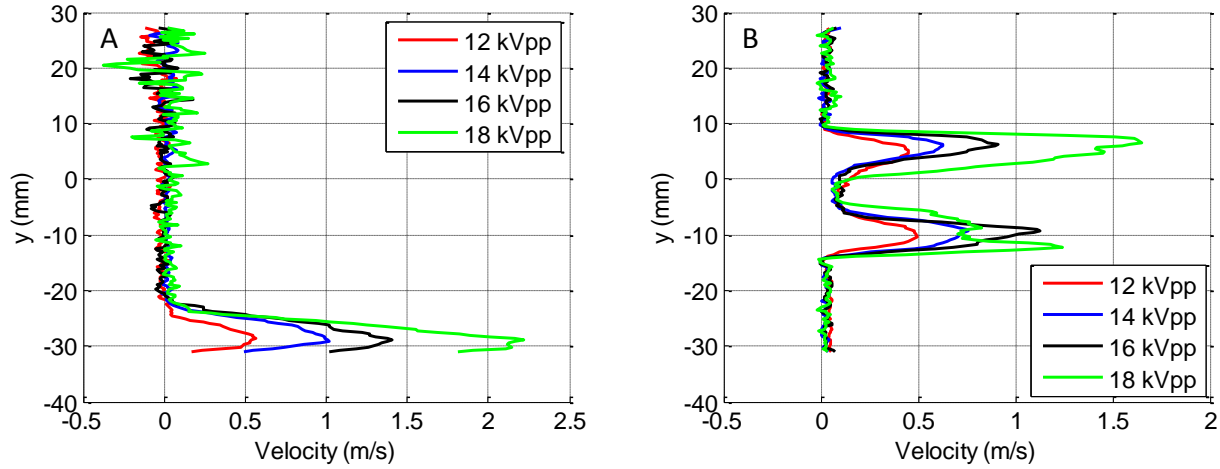 A
12 kVpp
14 kVpp
16 kVpp
18 kVpp
30
20
10
0
-10
-20
-30
-40
y (mm)
-0.5 0 0.5 1 1.5 2 2.5
Velocity (m/s)
B
30
20
10
0
-10
-20
-30
-40
y (mm)
12 kVpp
14 kVpp
16 kVpp
18 kVpp
-0.5 0 0.5 1 1.5 2
Velocity (m/s)